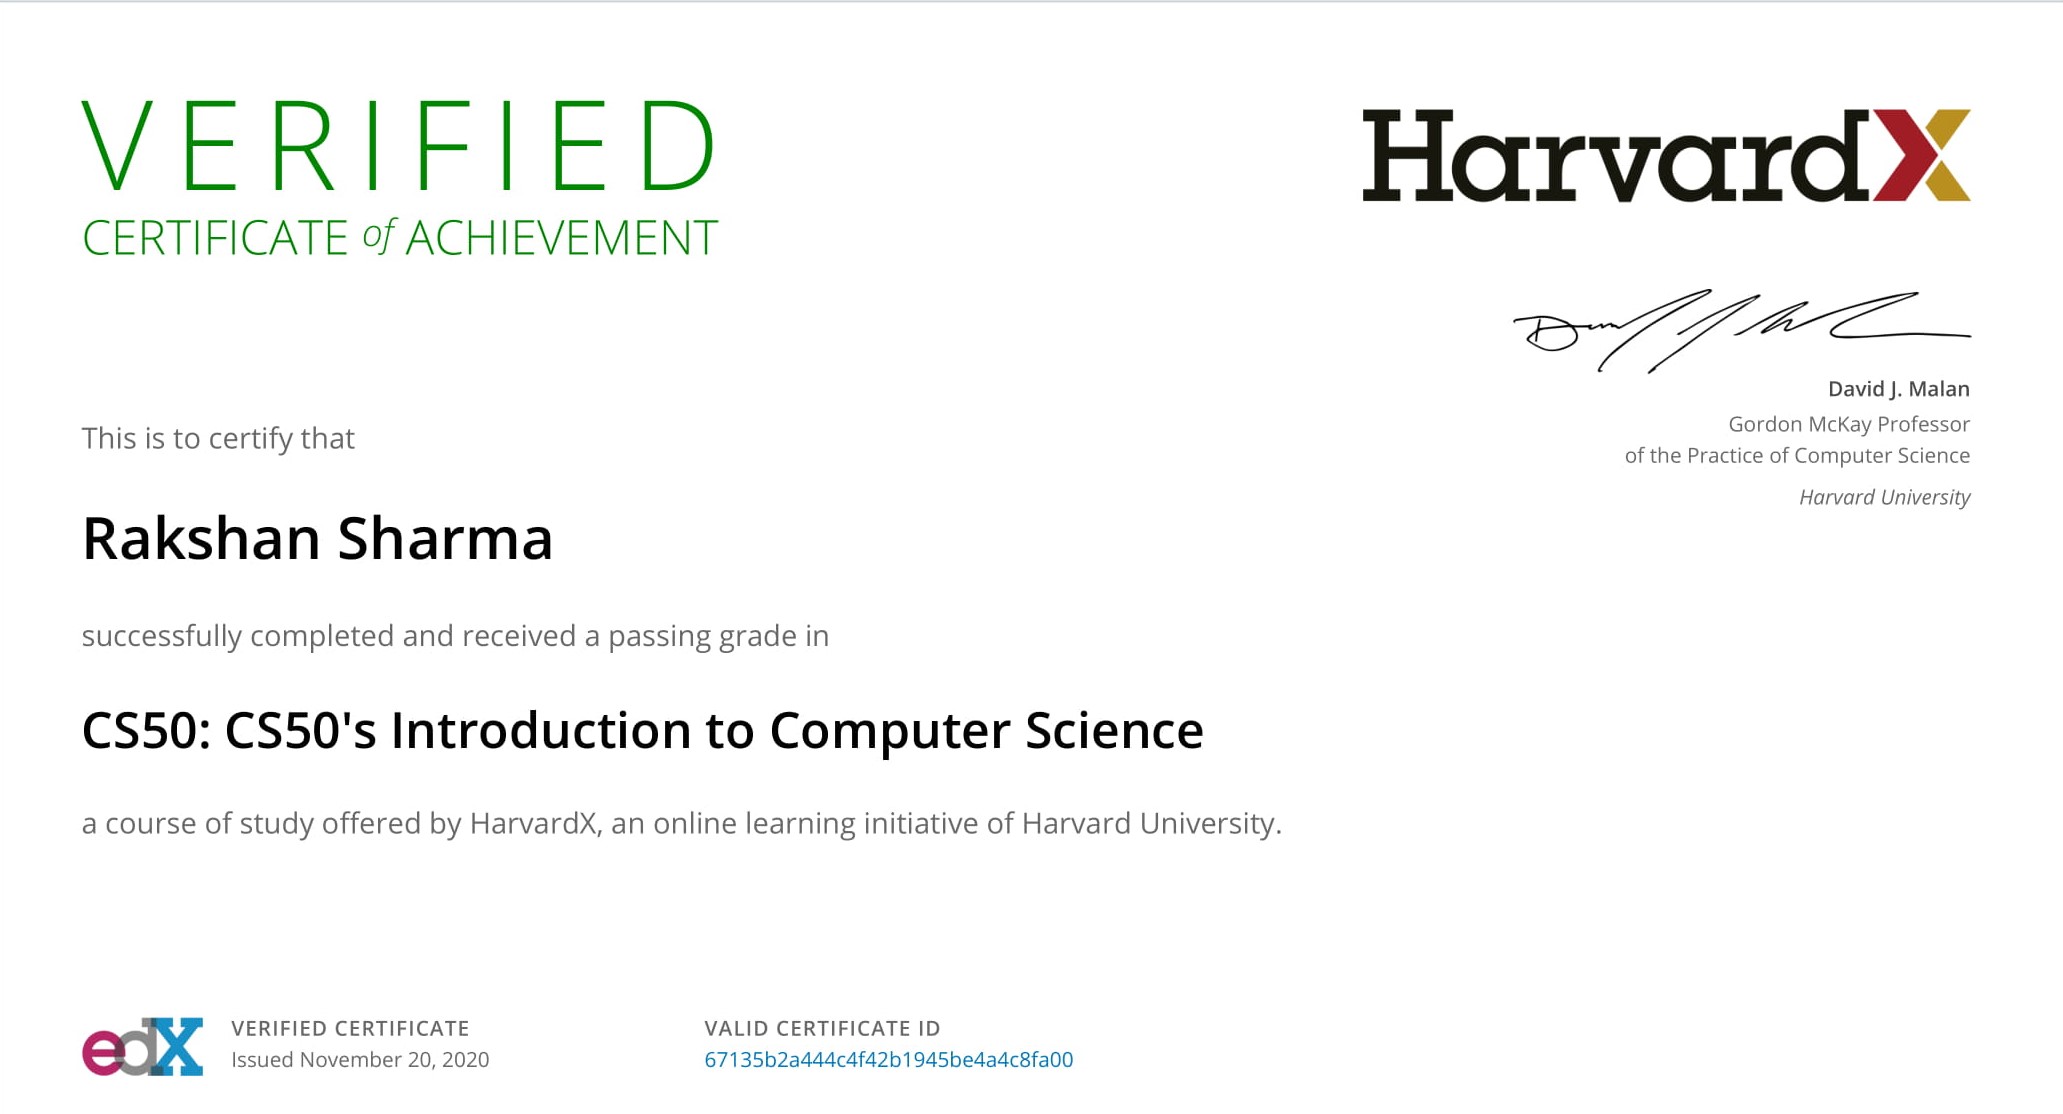 VERIFIED
CERTIFICATE of ACHIEVEMENT
HarvardX
David J. Malan
Gordon McKay Professor
of the Practice of Computer Science
Harvard University
This is to certify that
Rakshan Sharma
successfully completed and received a passing grade in
CS50: CS50's Introduction to Computer Science
a course of study offered by HarvardX, an online learning initiative of Harvard University.
edX
VERIFIED CERTIFICATE
Issued November 20, 2020
VALID CERTIFICATE ID
67135b2a444c4f42b1945be4a4c8fa00